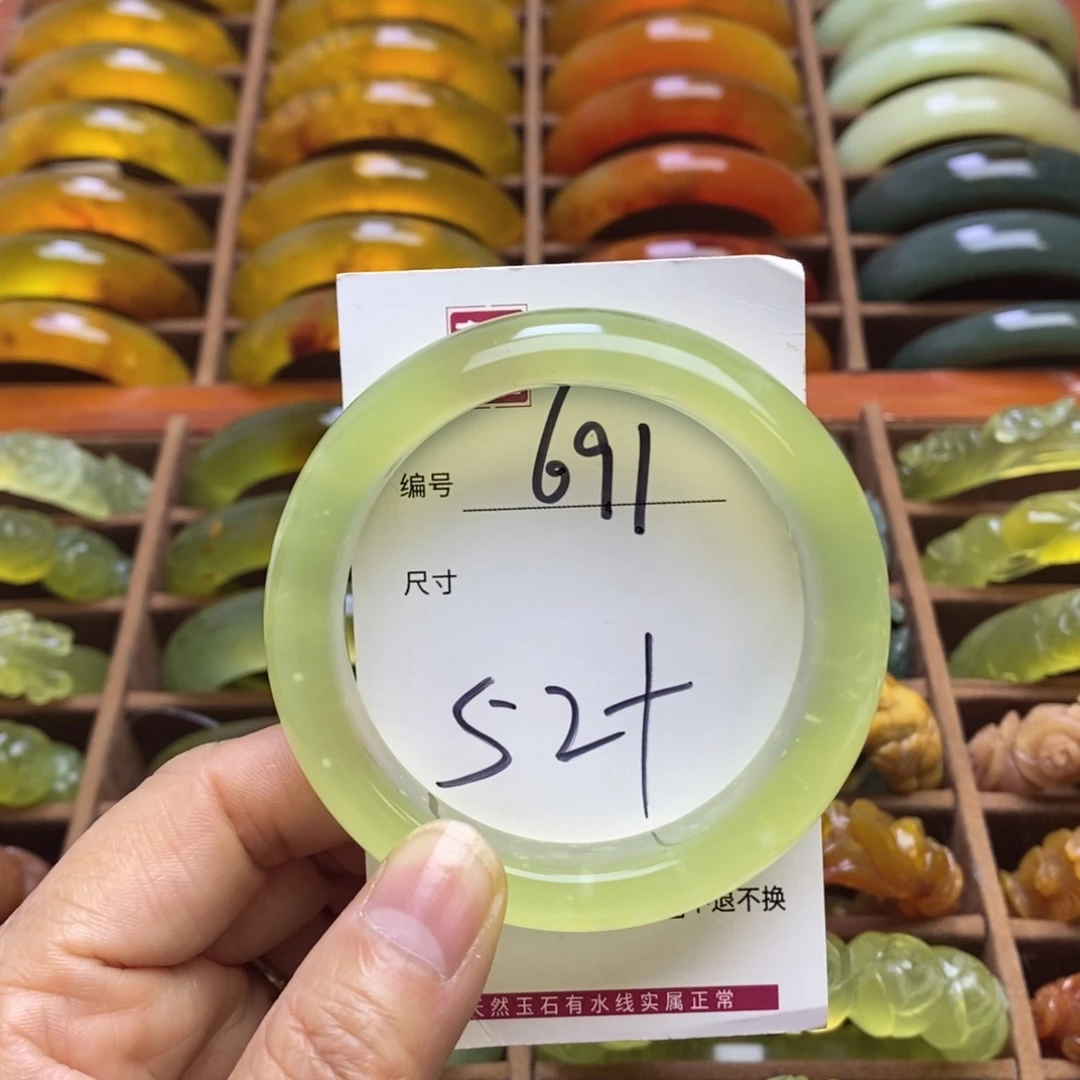 编号 691
尺寸
52+
退不换
天然玉石有水线实属正常